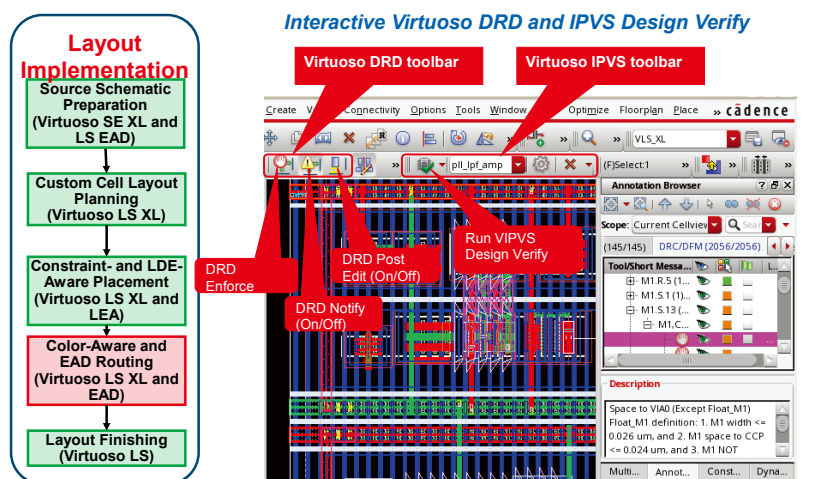 Interactive Virtuoso DRD and IPVS Design Verify
Layout
Implementation
Source Schematic
Preparation
(Virtuoso SE XL and
LS EAD)
Custom Cell Layout
Planning
(Virtuoso LS XL)
Constraint- and LDE-
Aware Placement
(Virtuoso LS XL and
LEA)
Color-Aware and
EAD Routing
(Virtuoso LS XL and
EAD)
Layout Finishing
(Virtuoso LS)
Virtuoso DRD toolbar
Virtuoso IPVS toolbar
Create V Connectivity Options Tools Window Optimize Floorplan Place » cādence
» » » VLS_XL
» pll_lpf_amp (F)Select:1 » » »
Annotation Browser
Scope: Current Cellview Sear
(145/145) DRC/DFM (2056/2056)
Tool/Short Messa... L...
M1.R.5 (1...
M1.S.1 (1)...
M1.S.13 (...
M1,C...
...
DRD
Enforce
DRD Notify
(On/Off)
DRD Post
Edit (On/Off)
Run VIPVS
Design Verify
Description
Space to VIA0 (Except Float_M1)
Float_M1 definition: 1. M1 width <=
0.026 um, and 2. M1 space to CCP
<= 0.024 um, and 3. M1 NOT
Multi... Annot... Const... Dyna...